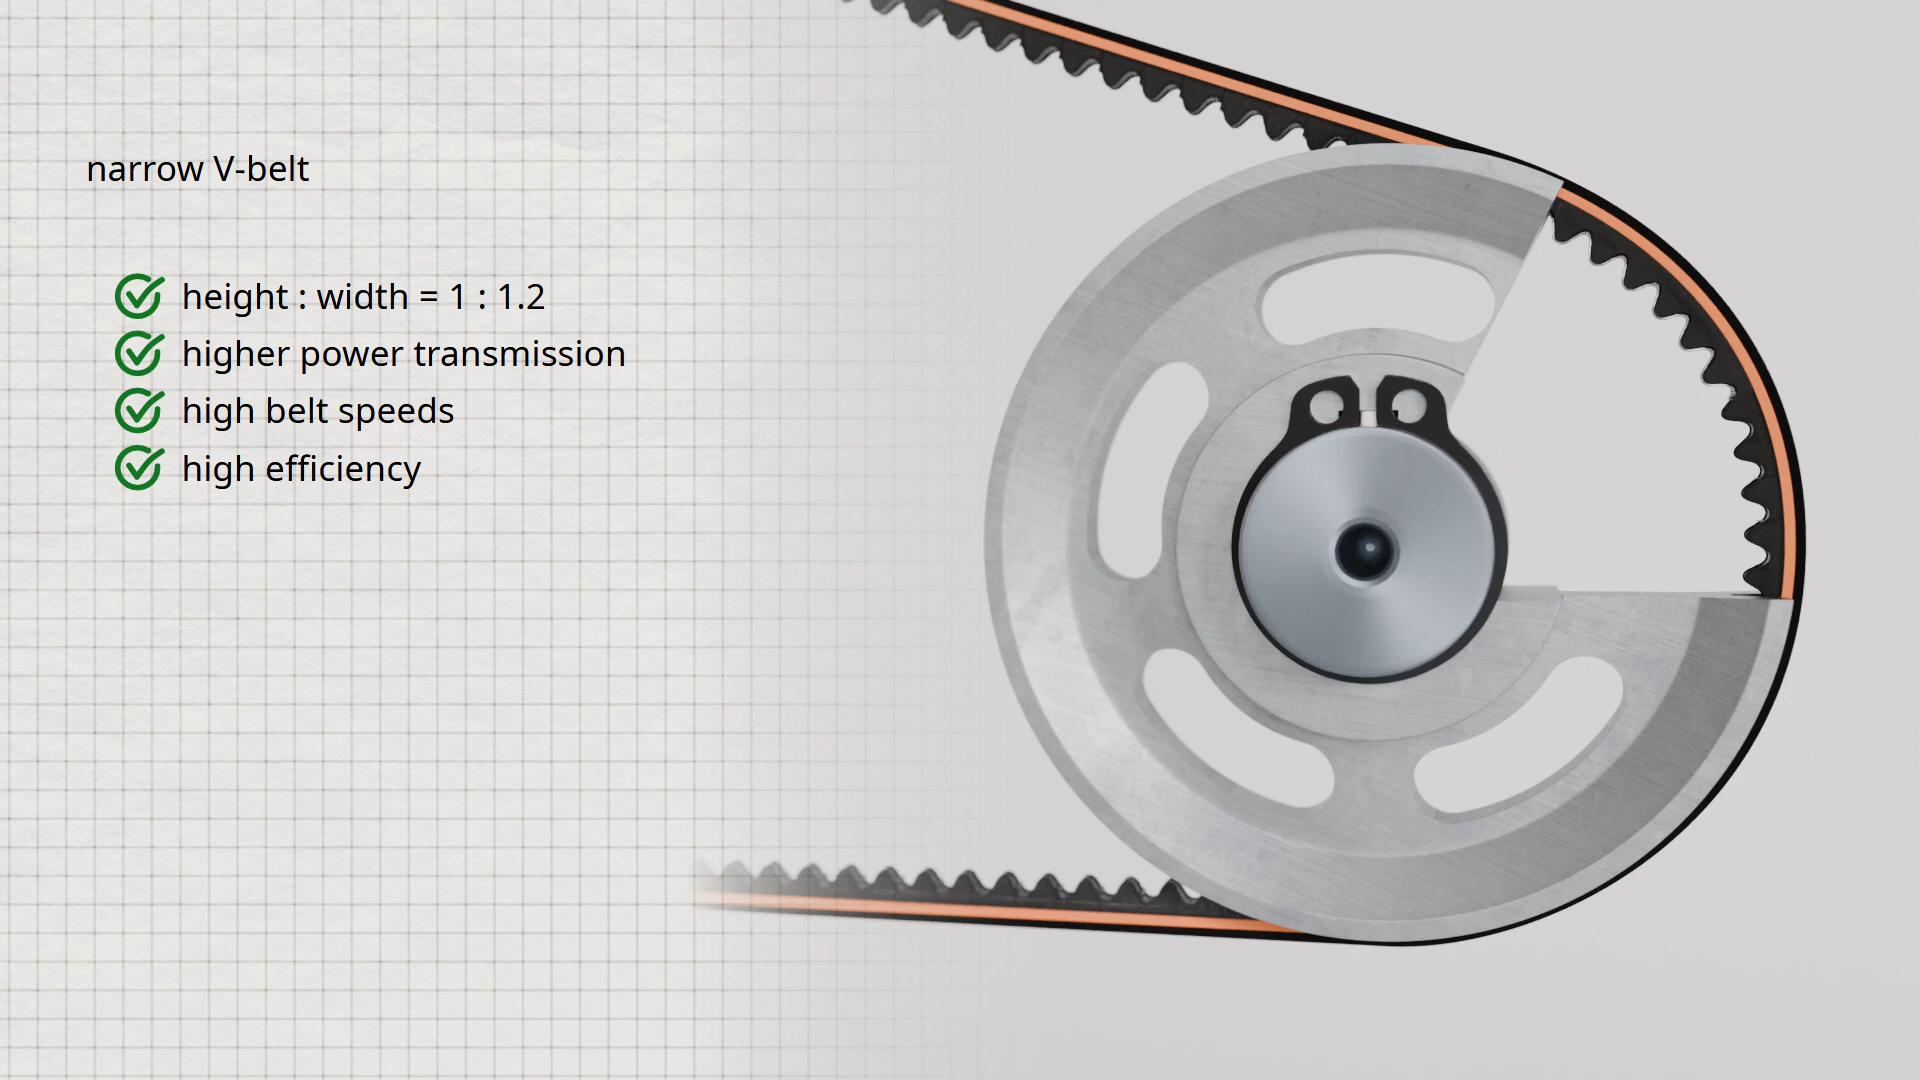 narrow V-belt
height : width = 1 : 1.2
higher power transmission
high belt speeds
high efficiency